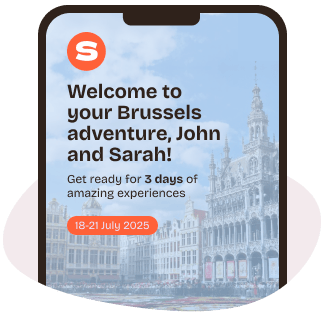 S
Welcome to
your Brussels
adventure, John
and Sarah!
Get ready for 3 days of
amazing experiences
18-21 July 2025